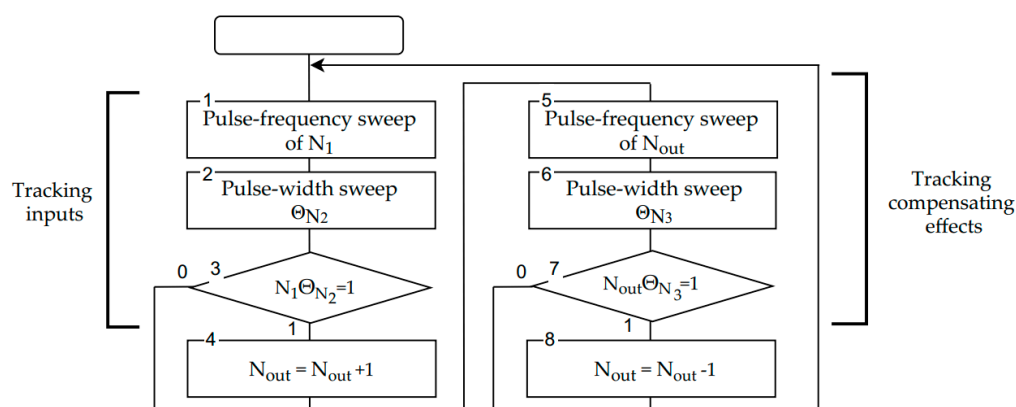 Tracking
inputs
1
Pulse-frequency sweep
of N1
2
Pulse-width sweep
ΘN2
0
3
N1ΘN2=1
1
4
Nout = Nout +1
5
Pulse-frequency sweep
of Nout
6
Pulse-width sweep
ΘN3
0
7
NoutΘN3=1
1
8
Nout = Nout -1
Tracking
compensating
effects